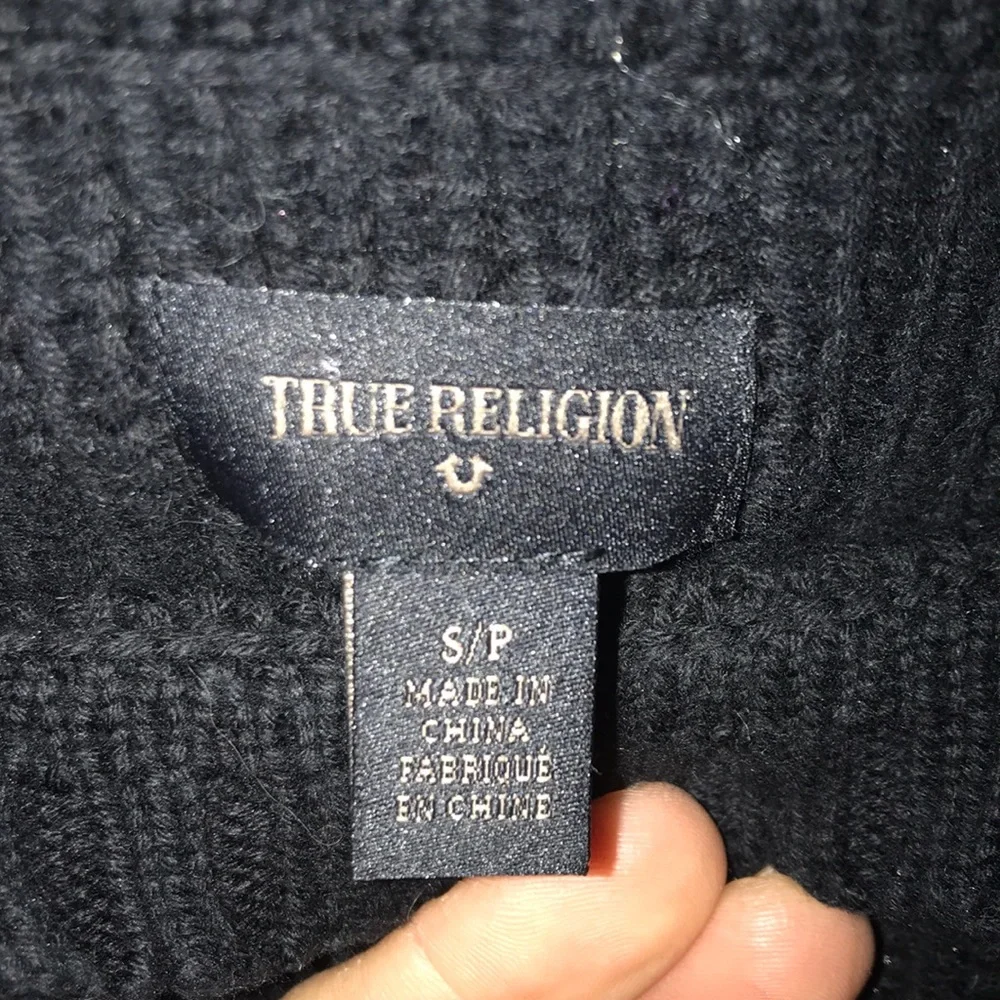 TRUE RELIGION
S/P
MADE IN
CHINA
FABRIQUÉ
EN CHINE